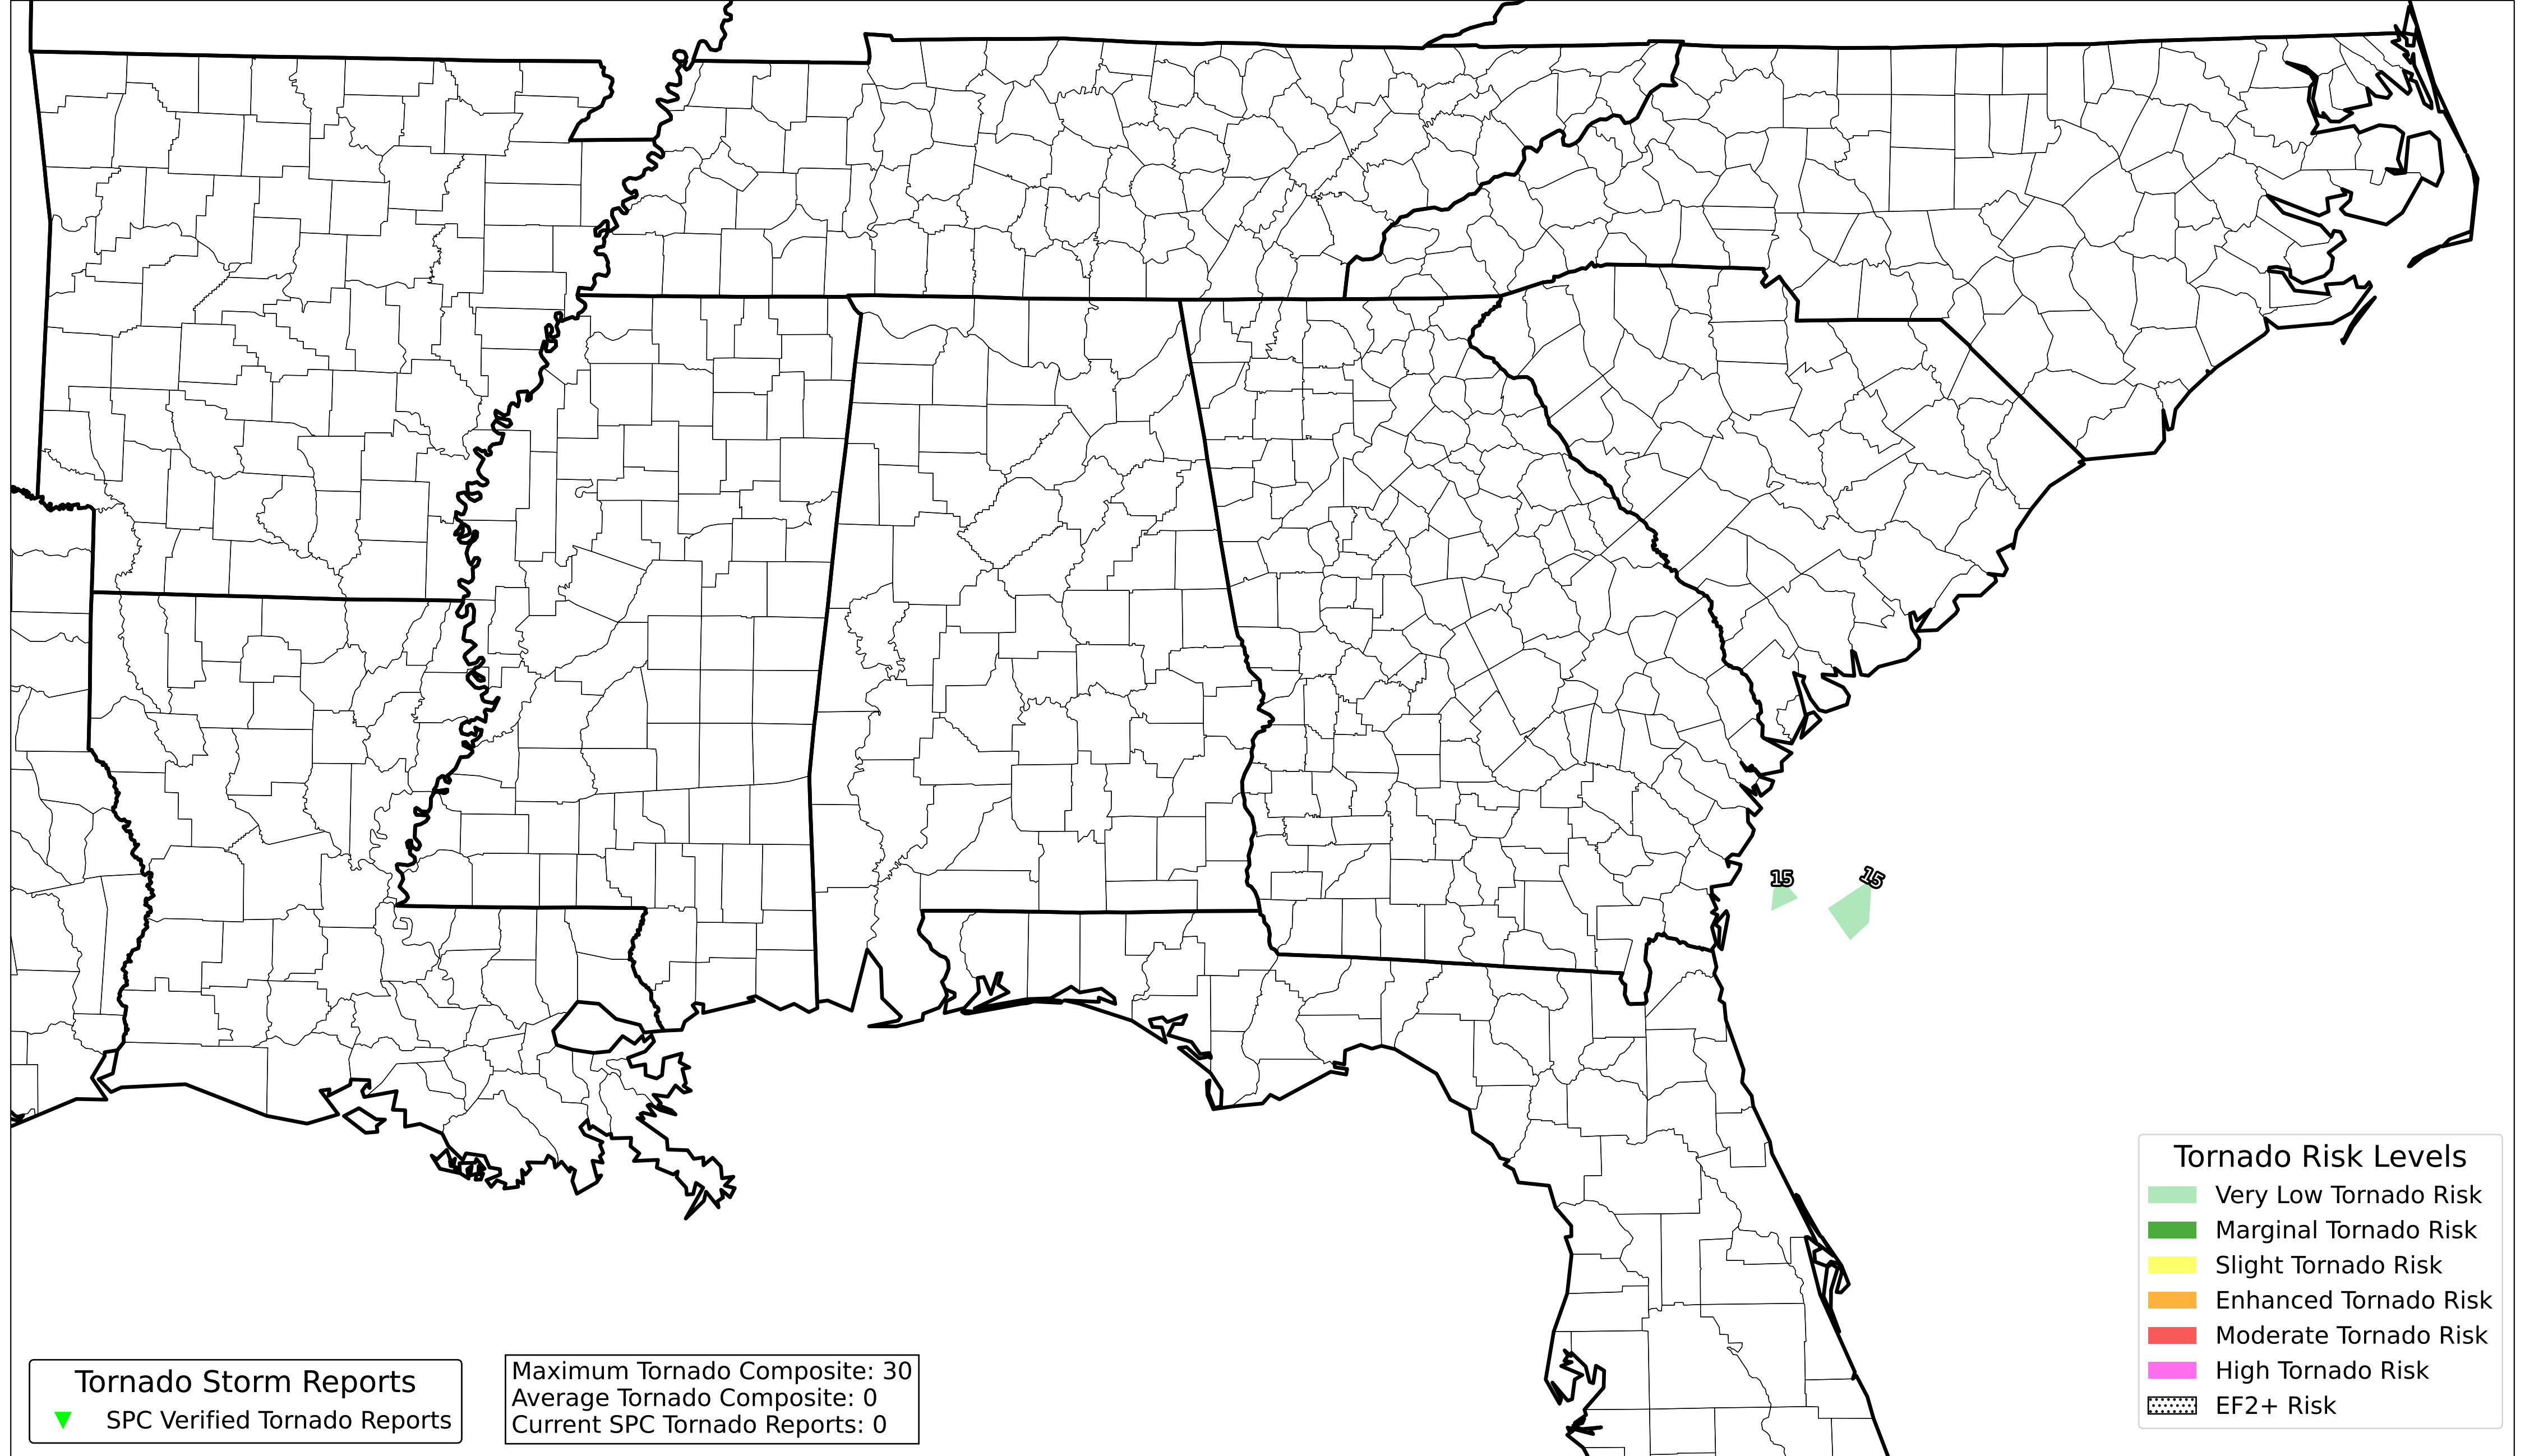 15
15
Tornado Risk Levels
Very Low Tornado Risk
Marginal Tornado Risk
Slight Tornado Risk
Enhanced Tornado Risk
Moderate Tornado Risk
High Tornado Risk
EF2+ Risk
Tornado Storm Reports
SPC Verified Tornado Reports
Maximum Tornado Composite: 30
Average Tornado Composite: 0
Current SPC Tornado Reports: 0